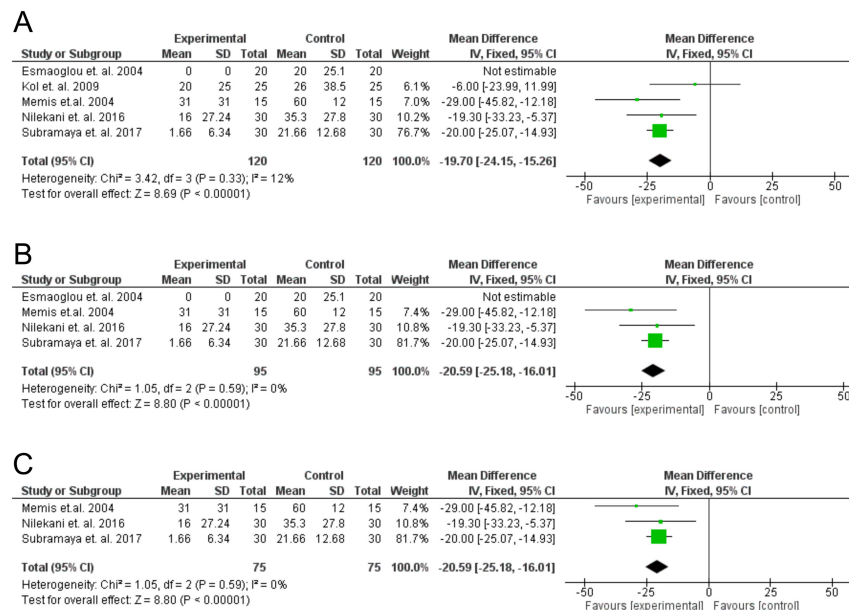 A
Experimental Control Mean Difference Mean Difference
Study or Subgroup Mean SD Total Mean SD Total Weight IV, Fixed, 95% CI IV, Fixed, 95% CI
Esmaoglou et. al. 2004 0 0 20 20 25.1 20 Not estimable
Kol et al. 2009 20 25 25 26 38.5 25 6.1% -6.00 [-23.99, 11.99]
Memis et.al. 2004 31 31 15 60 12 15 7.0% -29.00 [-45.82, -12.18]
Nilekani et.al. 2016 16 27.24 30 35.3 27.8 30 10.2% -19.30 [-33.23, -5.37]
Subramaya et. al. 2017 1.66 6.34 30 21.66 12.68 30 76.7% -20.00 [-25.07, -14.93]
Total (95% CI) 120 120 100.0% -19.70 [-24.15, -15.26]
Heterogeneity: Chi² = 3.42, df = 3 (P = 0.33); I² = 12%
Test for overall effect: Z = 8.69 (P < 0.00001)
-50 -25 0 25 50
Favours [experimental] Favours [control]
B
Experimental Control Mean Difference Mean Difference
Study or Subgroup Mean SD Total Mean SD Total Weight IV, Fixed, 95% CI IV, Fixed, 95% CI
Esmaoglou et. al. 2004 0 0 20 20 25.1 20 Not estimable
Memis et.al. 2004 31 31 15 60 12 15 7.4% -29.00 [-45.82, -12.18]
Nilekani et.al. 2016 16 27.24 30 35.3 27.8 30 10.8% -19.30 [-33.23, -5.37]
Subramaya et. al. 2017 1.66 6.34 30 21.66 12.68 30 81.7% -20.00 [-25.07, -14.93]
Total (95% CI) 95 95 100.0% -20.59 [-25.18, -16.01]
Heterogeneity: Chi² = 1.05, df = 2 (P = 0.59); I² = 0%
Test for overall effect: Z = 8.80 (P < 0.00001)
-50 -25 0 25 50
Favours [experimental] Favours [control]
C
Experimental Control Mean Difference Mean Difference
Study or Subgroup Mean SD Total Mean SD Total Weight IV, Fixed, 95% CI IV, Fixed, 95% CI
Memis et.al. 2004 31 31 15 60 12 15 7.4% -29.00 [-45.82, -12.18]
Nilekani et. al. 2016 16 27.24 30 35.3 27.8 30 10.8% -19.30 [-33.23, -5.37]
Subramaya et. al. 2017 1.66 6.34 30 21.66 12.68 30 81.7% -20.00 [-25.07, -14.93]
Total (95% CI) 75 75 100.0% -20.59 [-25.18, -16.01]
Heterogeneity: Chi² = 1.05, df = 2 (P = 0.59); I² = 0%
Test for overall effect: Z = 8.80 (P < 0.00001)
-50 -25 0 25 50
Favours [experimental] Favours [control]